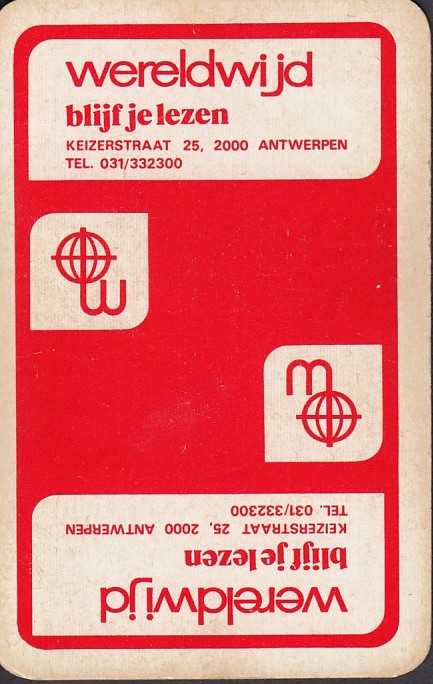 wereldwijd
blijf je lezen
KEIZERSTRAAT 25, 2000 ANTWERPEN
TEL. 031/332300
w
w
wereldwijd
blijf je lezen
KEIZERSTRAAT 25, 2000 ANTWERPEN
TEL. 031/332300